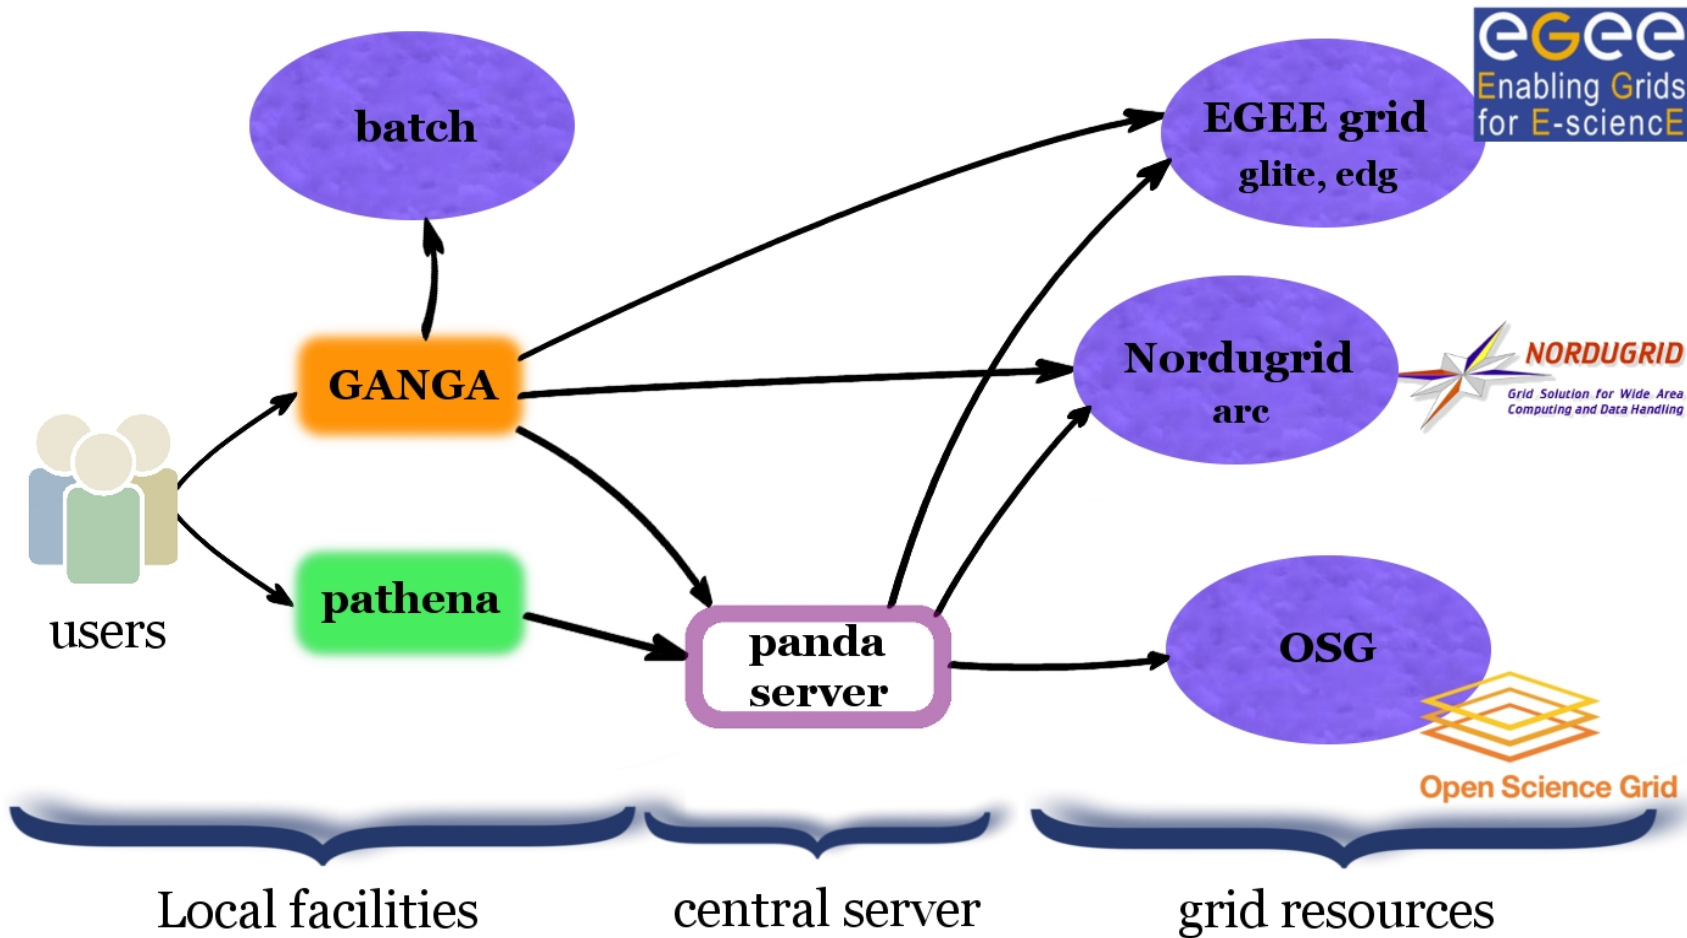 batch
EGEE grid
glite, edg
eGee
Enabling Grids
for E-sciencE
GANGA
Nordugrid
arc
NORDUGRID
Grid Solution for Wide Area
Computing and Data Handling
users
pathena
panda
server
OSG
Open Science Grid
Local facilities
central server
grid resources